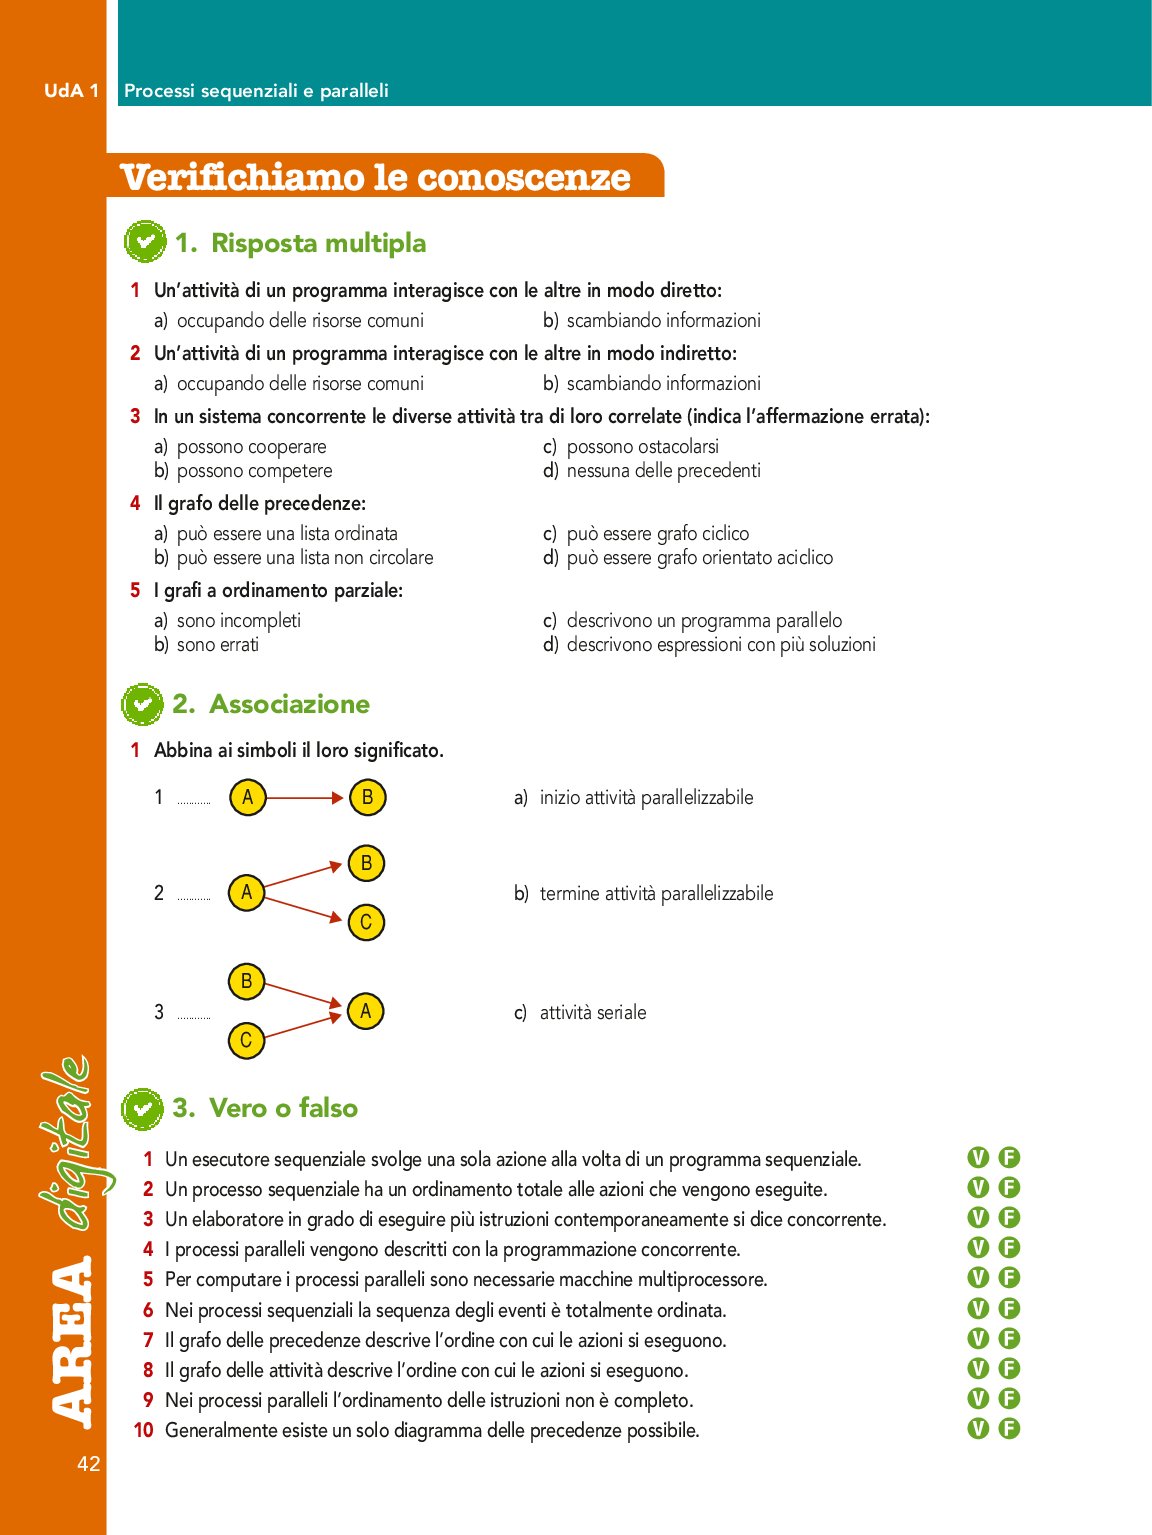 UdA 1 Processi sequenziali e paralleli
Verifichiamo le conoscenze
1. Risposta multipla
1 Un’attività di un programma interagisce con le altre in modo diretto:
a) occupando delle risorse comuni b) scambiando informazioni
2 Un’attività di un programma interagisce con le altre in modo indiretto:
a) occupando delle risorse comuni b) scambiando informazioni
3 In un sistema concorrente le diverse attività tra di loro correlate (indica l’affermazione errata):
a) possono cooperare c) possono ostacolarsi
b) possono competere d) nessuna delle precedenti
4 Il grafo delle precedenze:
a) può essere una lista ordinata c) può essere grafo ciclico
b) può essere una lista non circolare d) può essere grafo orientato aciclico
5 I grafi a ordinamento parziale:
a) sono incompleti c) descrivono un programma parallelo
b) sono errati d) descrivono espressioni con più soluzioni
2. Associazione
1 Abbina ai simboli il loro significato.
1 ............ A B a) inizio attività parallelizzabile
B
2 ............ A b) termine attività parallelizzabile
C
B
3 ............ A c) attività seriale
C
3. Vero o falso
1 Un esecutore sequenziale svolge una sola azione alla volta di un programma sequenziale. V F
2 Un processo sequenziale ha un ordinamento totale alle azioni che vengono eseguite. V F
3 Un elaboratore in grado di eseguire più istruzioni contemporaneamente si dice concorrente. V F
4 I processi paralleli vengono descritti con la programmazione concorrente. V F
5 Per computare i processi paralleli sono necessarie macchine multiprocessore. V F
6 Nei processi sequenziali la sequenza degli eventi è totalmente ordinata. V F
7 Il grafo delle precedenze descrive l’ordine con cui le azioni si eseguono. V F
8 Il grafo delle attività descrive l’ordine con cui le azioni si eseguono. V F
9 Nei processi paralleli l’ordinamento delle istruzioni non è completo. V F
10 Generalmente esiste un solo diagramma delle precedenze possibile. V F
AREA digitale
42